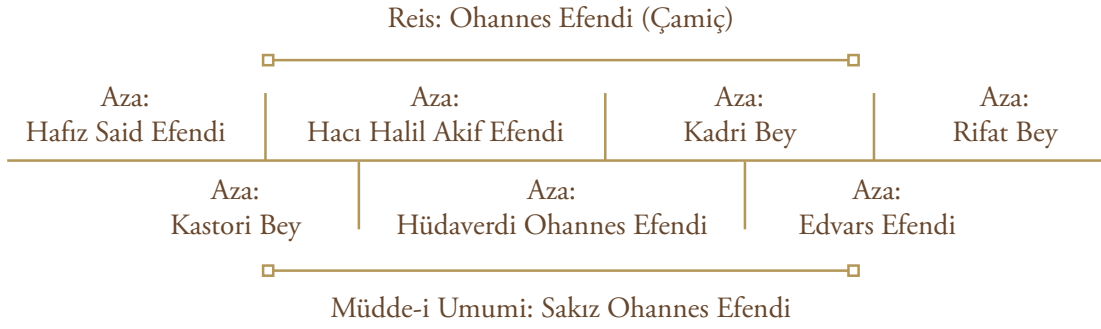 Reis: Ohannes Efendi (Çamiç)
Aza: Aza: Aza: Aza:
Hafız Said Efendi Hacı Halil Akif Efendi Kadri Bey Rifat Bey
Aza: Aza: Aza:
Kastori Bey Hüdaverdi Ohannes Efendi Edvars Efendi
Müdde-i Umumi: Sakız Ohannes Efendi